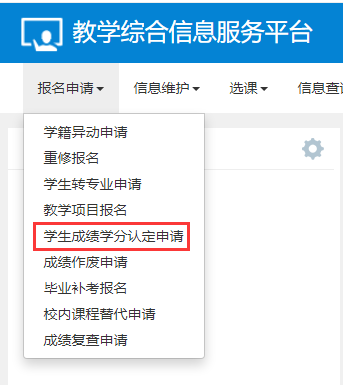 教学综合信息服务平台
报名申请 信息维护 选课 信息查
学籍异动申请
重修报名
学生转专业申请
教学项目报名
学生成绩学分认定申请
成绩作废申请
毕业补考报名
校内课程替代申请
成绩复查申请